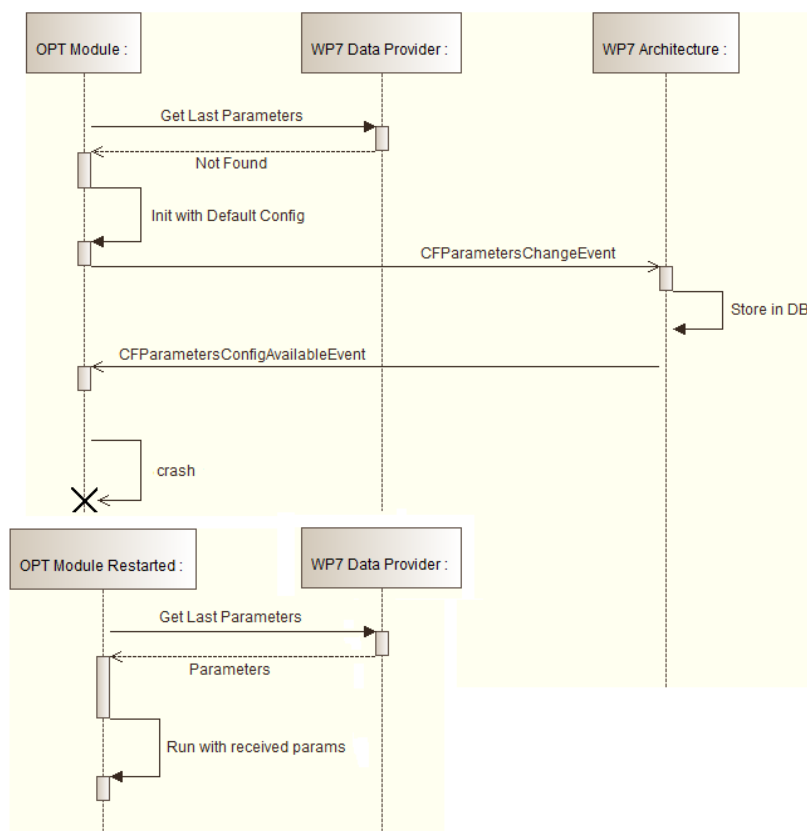 OPT Module :
WP7 Data Provider :
WP7 Architecture :
Get Last Parameters
Not Found
Init with Default Config
CFParametersChangeEvent
Store in DB
CFParametersConfigAvailableEvent
crash
OPT Module Restarted :
WP7 Data Provider :
Get Last Parameters
Parameters
Run with received params